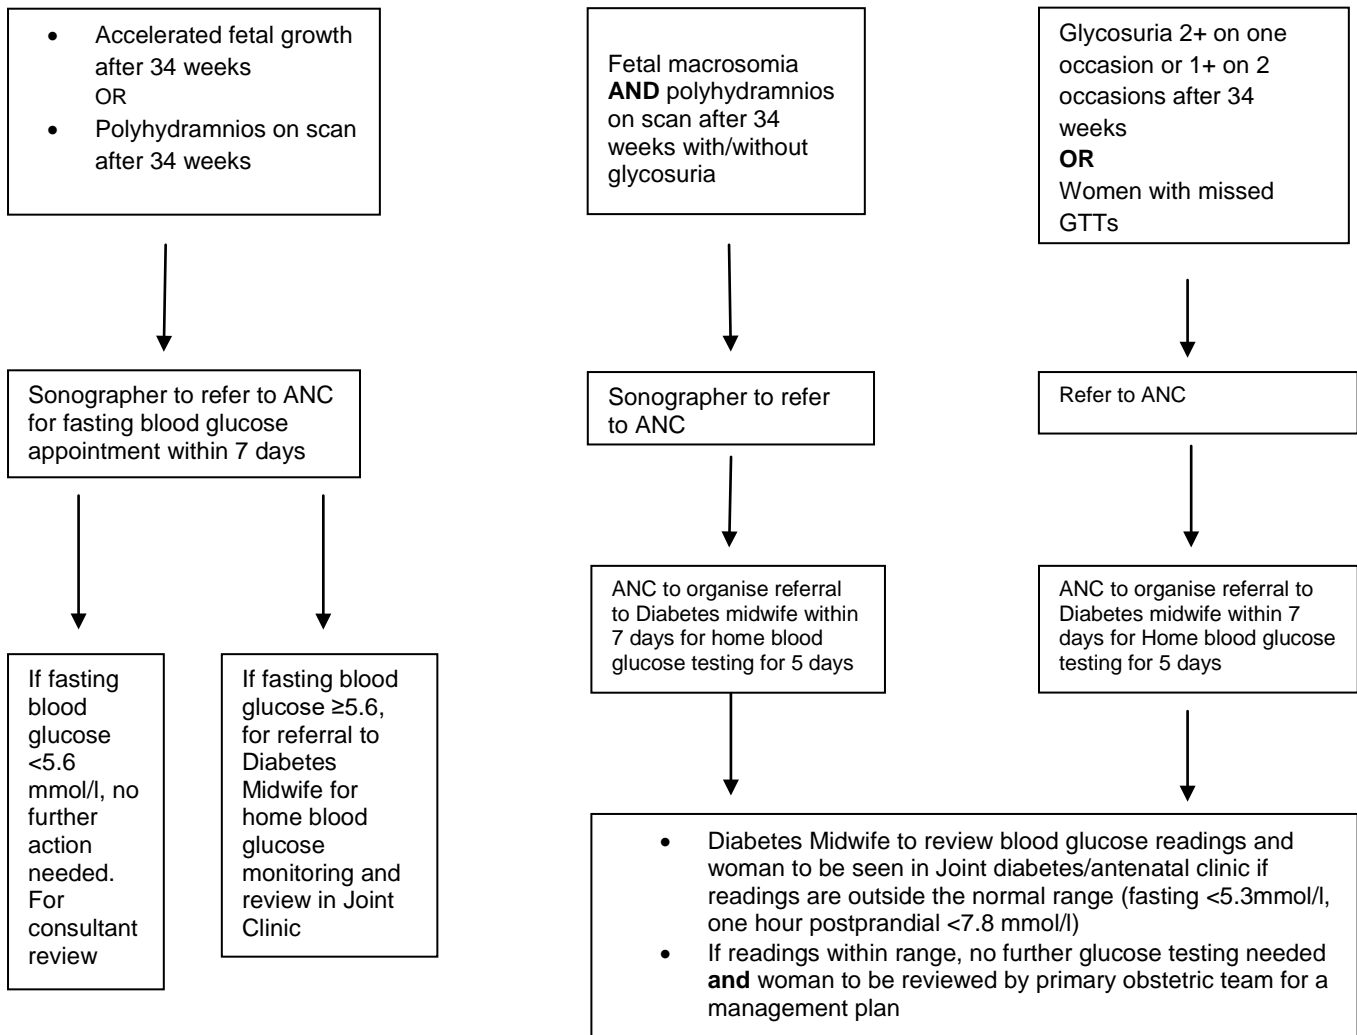 • Accelerated fetal growth
after 34 weeks
OR
• Polyhydramnios on scan
after 34 weeks
Fetal macrosomia
AND polyhydramnios
on scan after 34
weeks with/without
glycosuria
Glycosuria 2+ on one
occasion or 1+ on 2
occasions after 34
weeks
OR
Women with missed
GTTs
Sonographer to refer to ANC
for fasting blood glucose
appointment within 7 days
Sonographer to refer
to ANC
Refer to ANC
If fasting
blood
glucose
<5.6
mmol/l, no
further
action
needed.
For
consultant
review
If fasting blood
glucose ≥5.6,
for referral to
Diabetes
Midwife for
home blood
glucose
monitoring and
review in Joint
Clinic
ANC to organise referral
to Diabetes midwife within
7 days for home blood
glucose testing for 5 days
ANC to organise referral to
Diabetes midwife within 7
days for Home blood glucose
testing for 5 days
• Diabetes Midwife to review blood glucose readings and
woman to be seen in Joint diabetes/antenatal clinic if
readings are outside the normal range (fasting <5.3mmol/l,
one hour postprandial <7.8 mmol/l)
• If readings within range, no further glucose testing needed
and woman to be reviewed by primary obstetric team for a
management plan